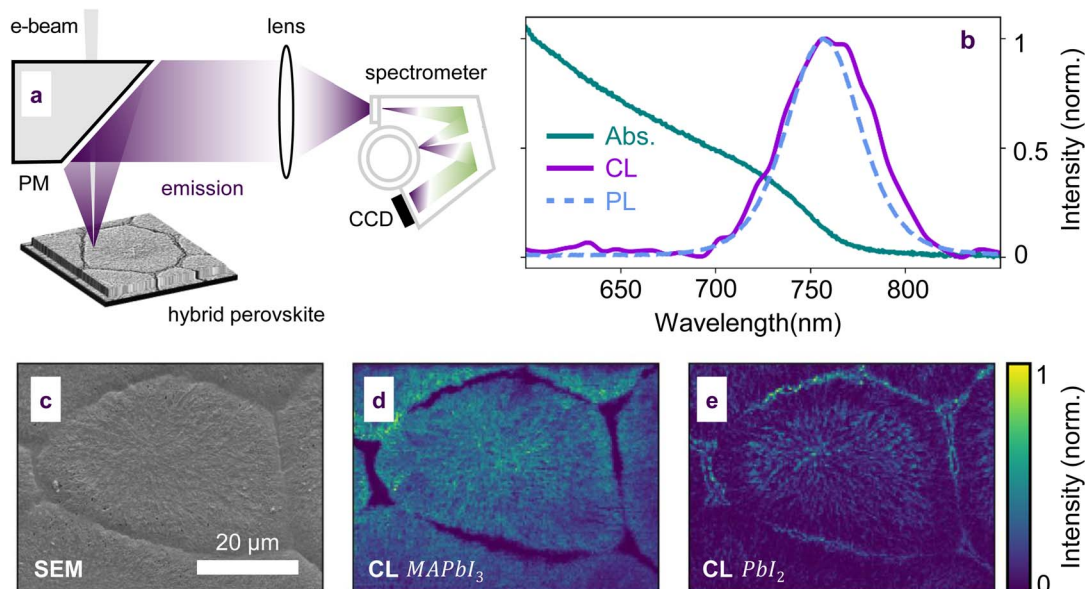 e-beam
lens
a
spectrometer
PM
emission
CCD
hybrid perovskite
b
Abs.
CL
PL
1
0.5
0
Intensity (norm.)
650
700
750
800
Wavelength(nm)
c
SEM
20 µm
d
CL MAPbI₃
e
CL PbI₂
1
0
Intensity (norm.)